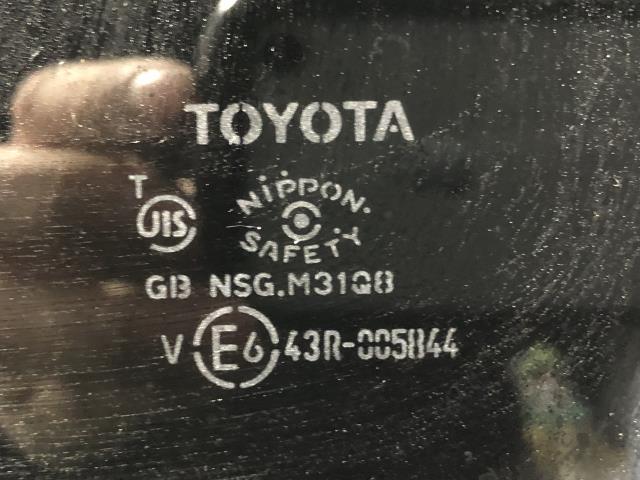 TOYOTA
T
JIS
NIPPON.
SAFETY
GB NSG.M31Q8
V E6 43R-005844